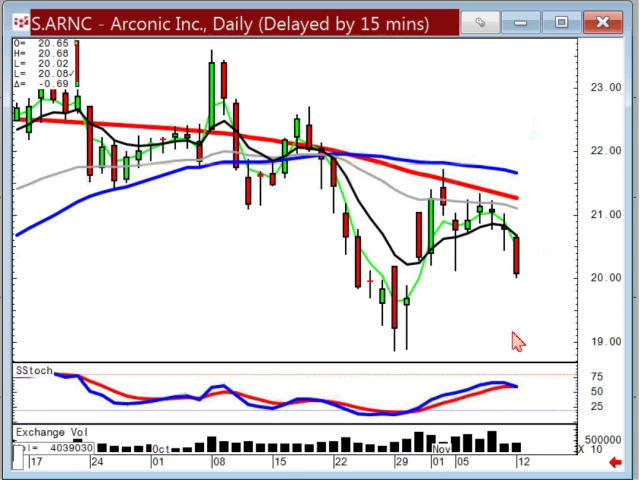 S.ARNC - Arconic Inc., Daily (Delayed by 15 mins)
O= 20.65
H= 20.68
L= 20.02
L= 20.08✓
Δ= -0.69
23.00
22.00
21.00
20.00
19.00
SStoch
75
50
25
Exchange Vol
Vol= 4039030
500000
X 10
17 24 Oct 01 08 15 22 29 Nov 01 05 12